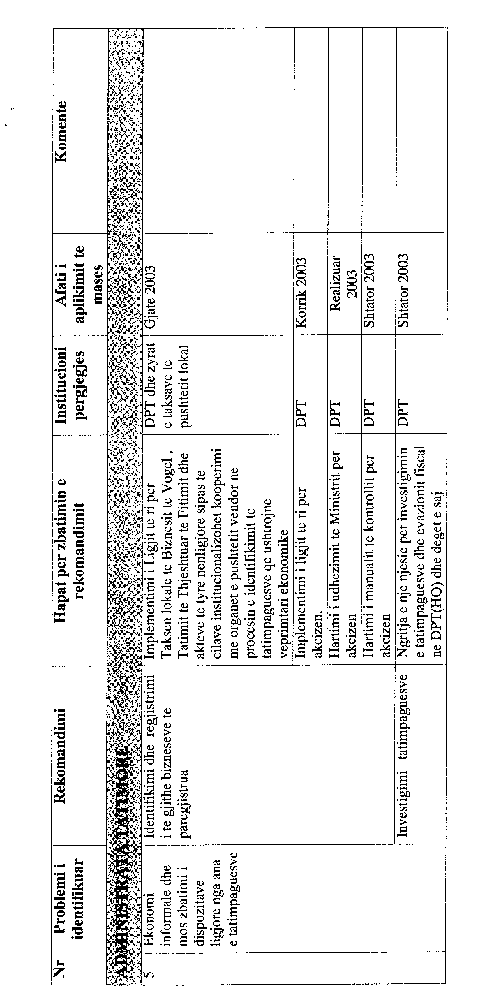 Nr
Problemi i
identifikuar
Rekomandimi
Hapat per zbatimin e
rekomandimit
Institucioni
pergjegjes
Afati i
aplikimit te
mases
Komente
ADMINISTRATA TATIMORE
5
Ekonomi
informale dhe
mos zbatimi i
dispozitave
ligjore nga ana
e tatimpaguesve
Identifikimi dhe regjistrimi
i te gjithe bizneseve te
paregjistrua
Implementimi i Ligjit te ri per
Taksen lokale te Biznesit te Vogel ,
Tatimit te Thjeshtuar te Fitimit dhe
akteve te tyre nenligjore sipas te
cilave institucionalizohet kooperimi
me organet e pushtetit vendor ne
procesin e identifikimit te
tatimpaguesve qe ushtrojne
veprimtari ekonomike
DPT dhe zyrat
e taksave te
pushtetit lokal
Gjate 2003
Implementimi i ligjit te ri per
akcizen.
DPT
Korrik 2003
Hartimi i udhezimit te Ministrit per
akcizen
DPT
Realizuar
2003
Hartimi i manualit te kontrollit per
akcizen
DPT
Shtator 2003
Investigimi tatimpaguesve
Ngritja e nje njesie per investigimin
e tatimpaguesve dhe evazionit fiscal
ne DPT(HQ) dhe deget e saj
DPT
Shtator 2003